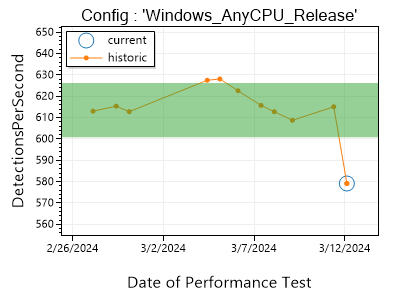 Config : 'Windows_AnyCPU_Release'
current
historic
DetectionsPerSecond
650
640
630
620
610
600
590
580
570
560
2/26/2024
3/2/2024
3/7/2024
3/12/2024
Date of Performance Test